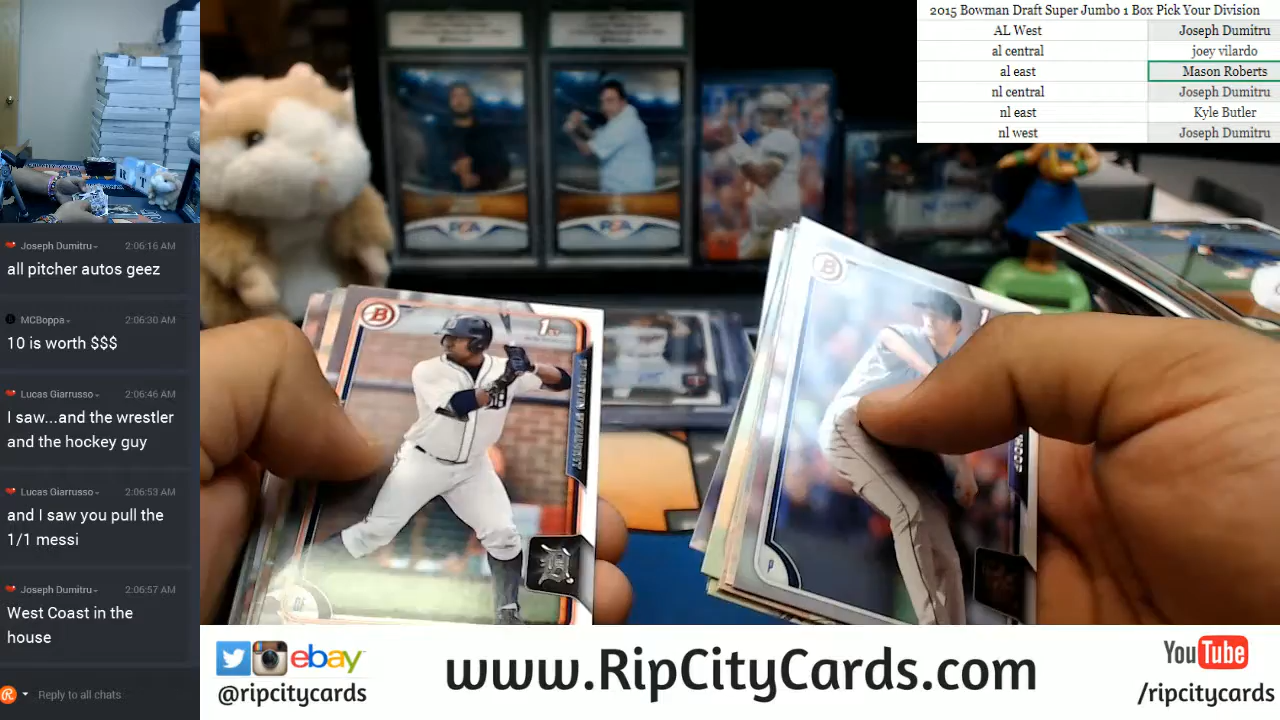 2015 Bowman Draft Super Jumbo 1 Box Pick Your Division
AL West Joseph Dumitru
al central joey vilardo
al east Mason Roberts
nl central Joseph Dumitru
nl east Kyle Butler
nl west Joseph Dumitru
Joseph Dumitru 2:06:16 AM
all pitcher autos geez
MCBoppa 2:06:30 AM
10 is worth $$$
Lucas Giarrusso 2:06:46 AM
I saw...and the wrestler
and the hockey guy
Lucas Giarrusso 2:06:53 AM
and I saw you pull the
1/1 messi
Joseph Dumitru 2:06:57 AM
West Coast in the
house
Reply to all chats
B
1st
B
P
ebay
@ripcitycards
www.RipCityCards.com
YouTube
/ripcitycards